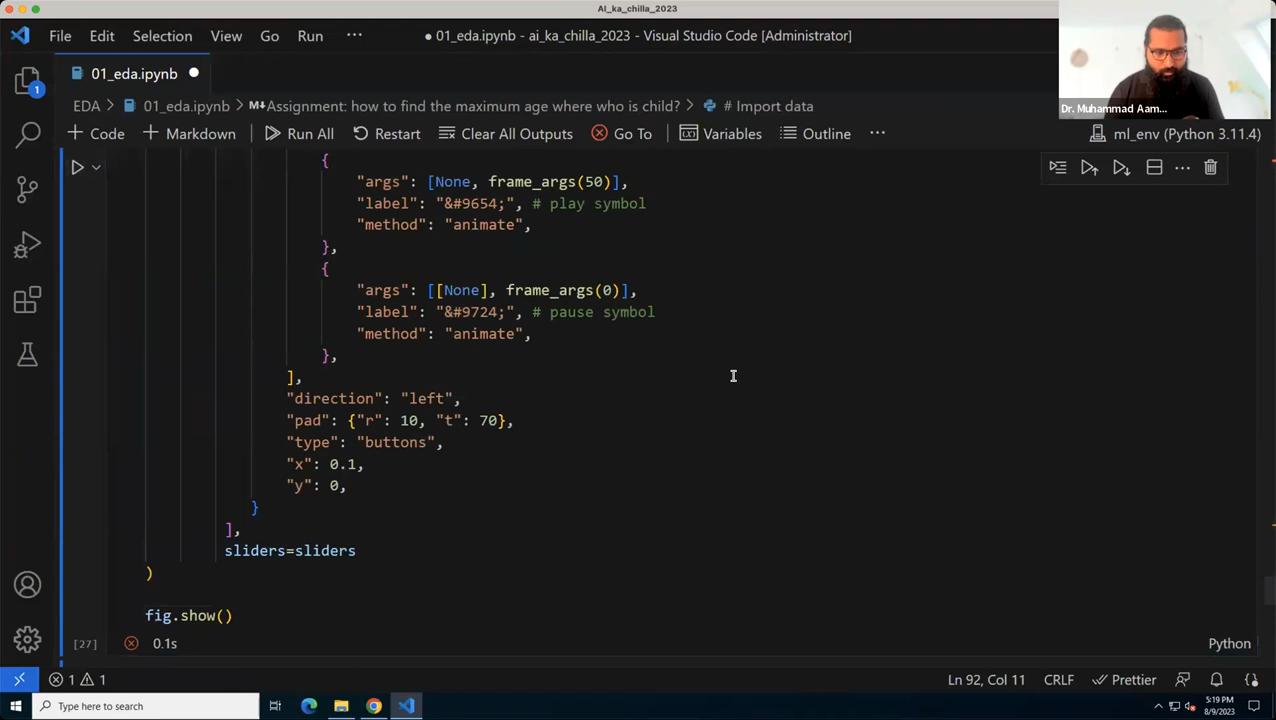 AI_ka_chilla_2023
File Edit Selection View Go Run ··· ● 01_eda.ipynb - ai_ka_chilla_2023 - Visual Studio Code [Administrator]
01_eda.ipynb ●
EDA > 01_eda.ipynb > M↓Assignment: how to find the maximum age where who is child? > # Import data
+ Code + Markdown Run All Restart Clear All Outputs Go To Variables Outline ··· ml_env (Python 3.11.4)
Dr. Muhammad Aam...
1
{
"args": [None, frame_args(50)],
"label": "&#9654;", # play symbol
"method": "animate",
},
{
"args": [[None], frame_args(0)],
"label": "&#9724;", # pause symbol
"method": "animate",
},
],
"direction": "left",
"pad": {"r": 10, "t": 70},
"type": "buttons",
"x": 0.1,
"y": 0,
}
],
sliders=sliders
)
fig.show()
[27] 0.1s Python
1 1 Ln 92, Col 11 CRLF Prettier
Type here to search
5:19 PM
8/9/2023